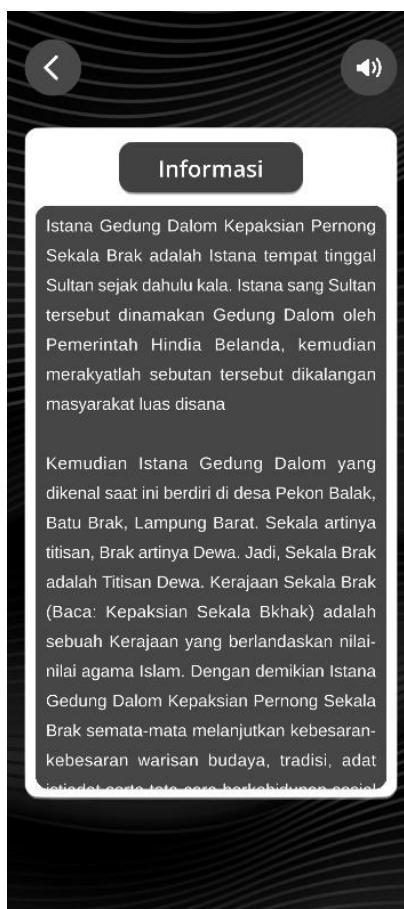 Informasi
Istana Gedung Dalom Kepaksian Pernong
Sekala Brak adalah Istana tempat tinggal
Sultan sejak dahulu kala. Istana sang Sultan
tersebut dinamakan Gedung Dalom oleh
Pemerintah Hindia Belanda, kemudian
merakyatlah sebutan tersebut dikalangan
masyarakat luas disana
Kemudian Istana Gedung Dalom yang
dikenal saat ini berdiri di desa Pekon Balak,
Batu Brak, Lampung Barat. Sekala artinya
titisan, Brak artinya Dewa. Jadi, Sekala Brak
adalah Titisan Dewa. Kerajaan Sekala Brak
(Baca: Kepaksian Sekala Bkhak) adalah
sebuah Kerajaan yang berlandaskan nilai-
nilai agama Islam. Dengan demikian Istana
Gedung Dalom Kepaksian Pernong Sekala
Brak semata-mata melanjutkan kebesaran-
kebesaran warisan budaya, tradisi, adat